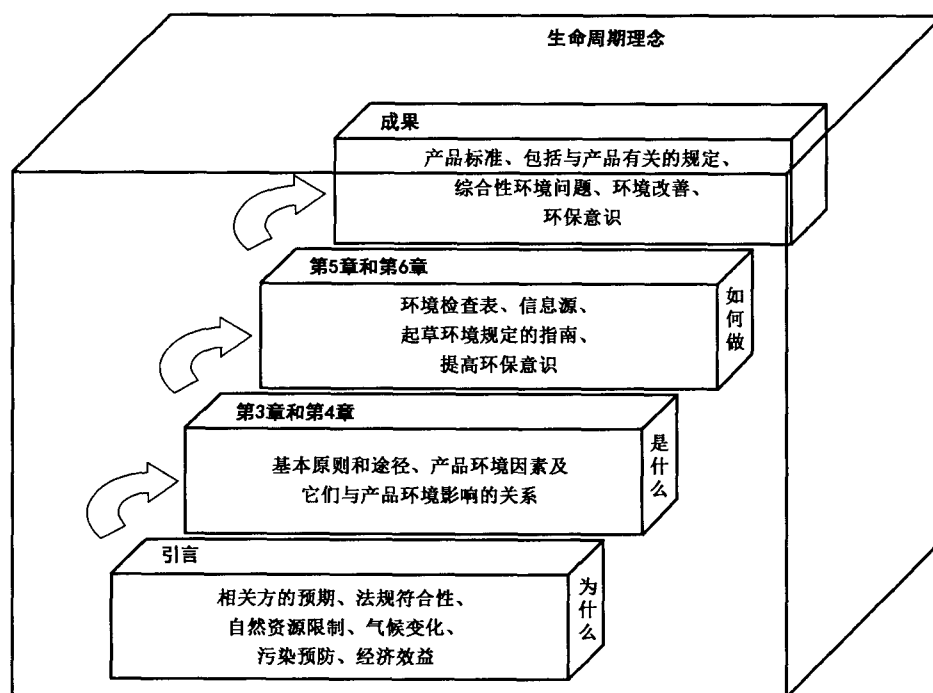 生命周期理念
成果
产品标准、包括与产品有关的规定、
综合性环境问题、环境改善、
环保意识
第5章和第6章
环境检查表、信息源、
起草环境规定的指南、
提高环保意识
如何做
第3章和第4章
基本原则和途径、产品环境因素及
它们与产品环境影响的关系
是什么
引言
相关方的预期、法规符合性、
自然资源限制、气候变化、
污染预防、经济效益
为什么